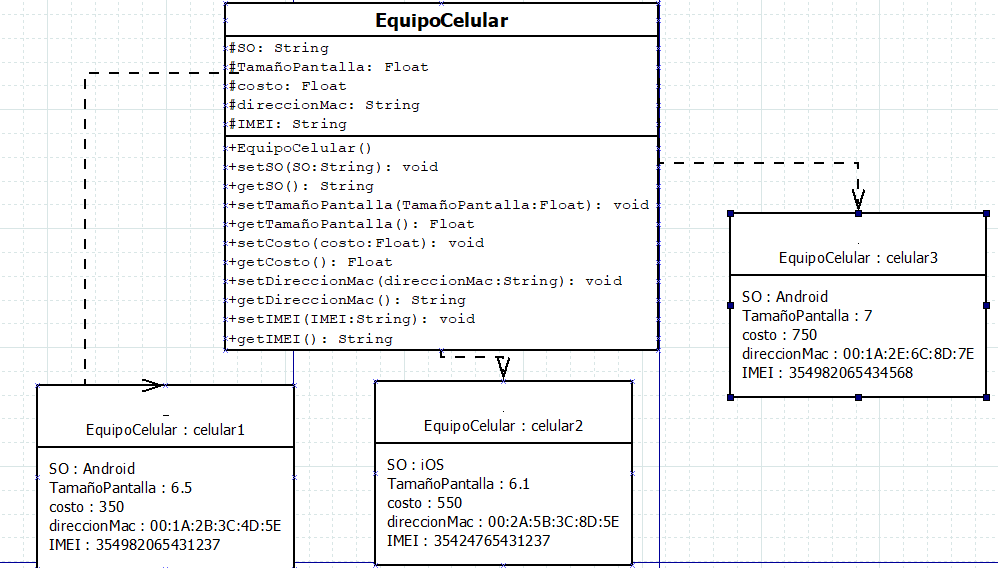 EquipoCelular
#SO: String
#TamañoPantalla: Float
#costo: Float
#direccionMac: String
#IMEI: String
+EquipoCelular()
+setSO(SO:String): void
+getSO(): String
+setTamañoPantalla(TamañoPantalla:Float): void
+getTamañoPantalla(): Float
+setCosto(costo:Float): void
+getCosto(): Float
+setDireccionMac(direccionMac:String): void
+getDireccionMac(): String
+setIMEI(IMEI:String): void
+getIMEI(): String
EquipoCelular : celular1
SO : Android
TamañoPantalla : 6.5
costo : 350
direccionMac : 00:1A:2B:3C:4D:5E
IMEI : 354982065431237
EquipoCelular : celular2
SO : iOS
TamañoPantalla : 6.1
costo : 550
direccionMac : 00:2A:5B:3C:8D:5E
IMEI : 35424765431237
EquipoCelular : celular3
SO : Android
TamañoPantalla : 7
costo : 750
direccionMac : 00:1A:2E:6C:8D:7E
IMEI : 354982065434568